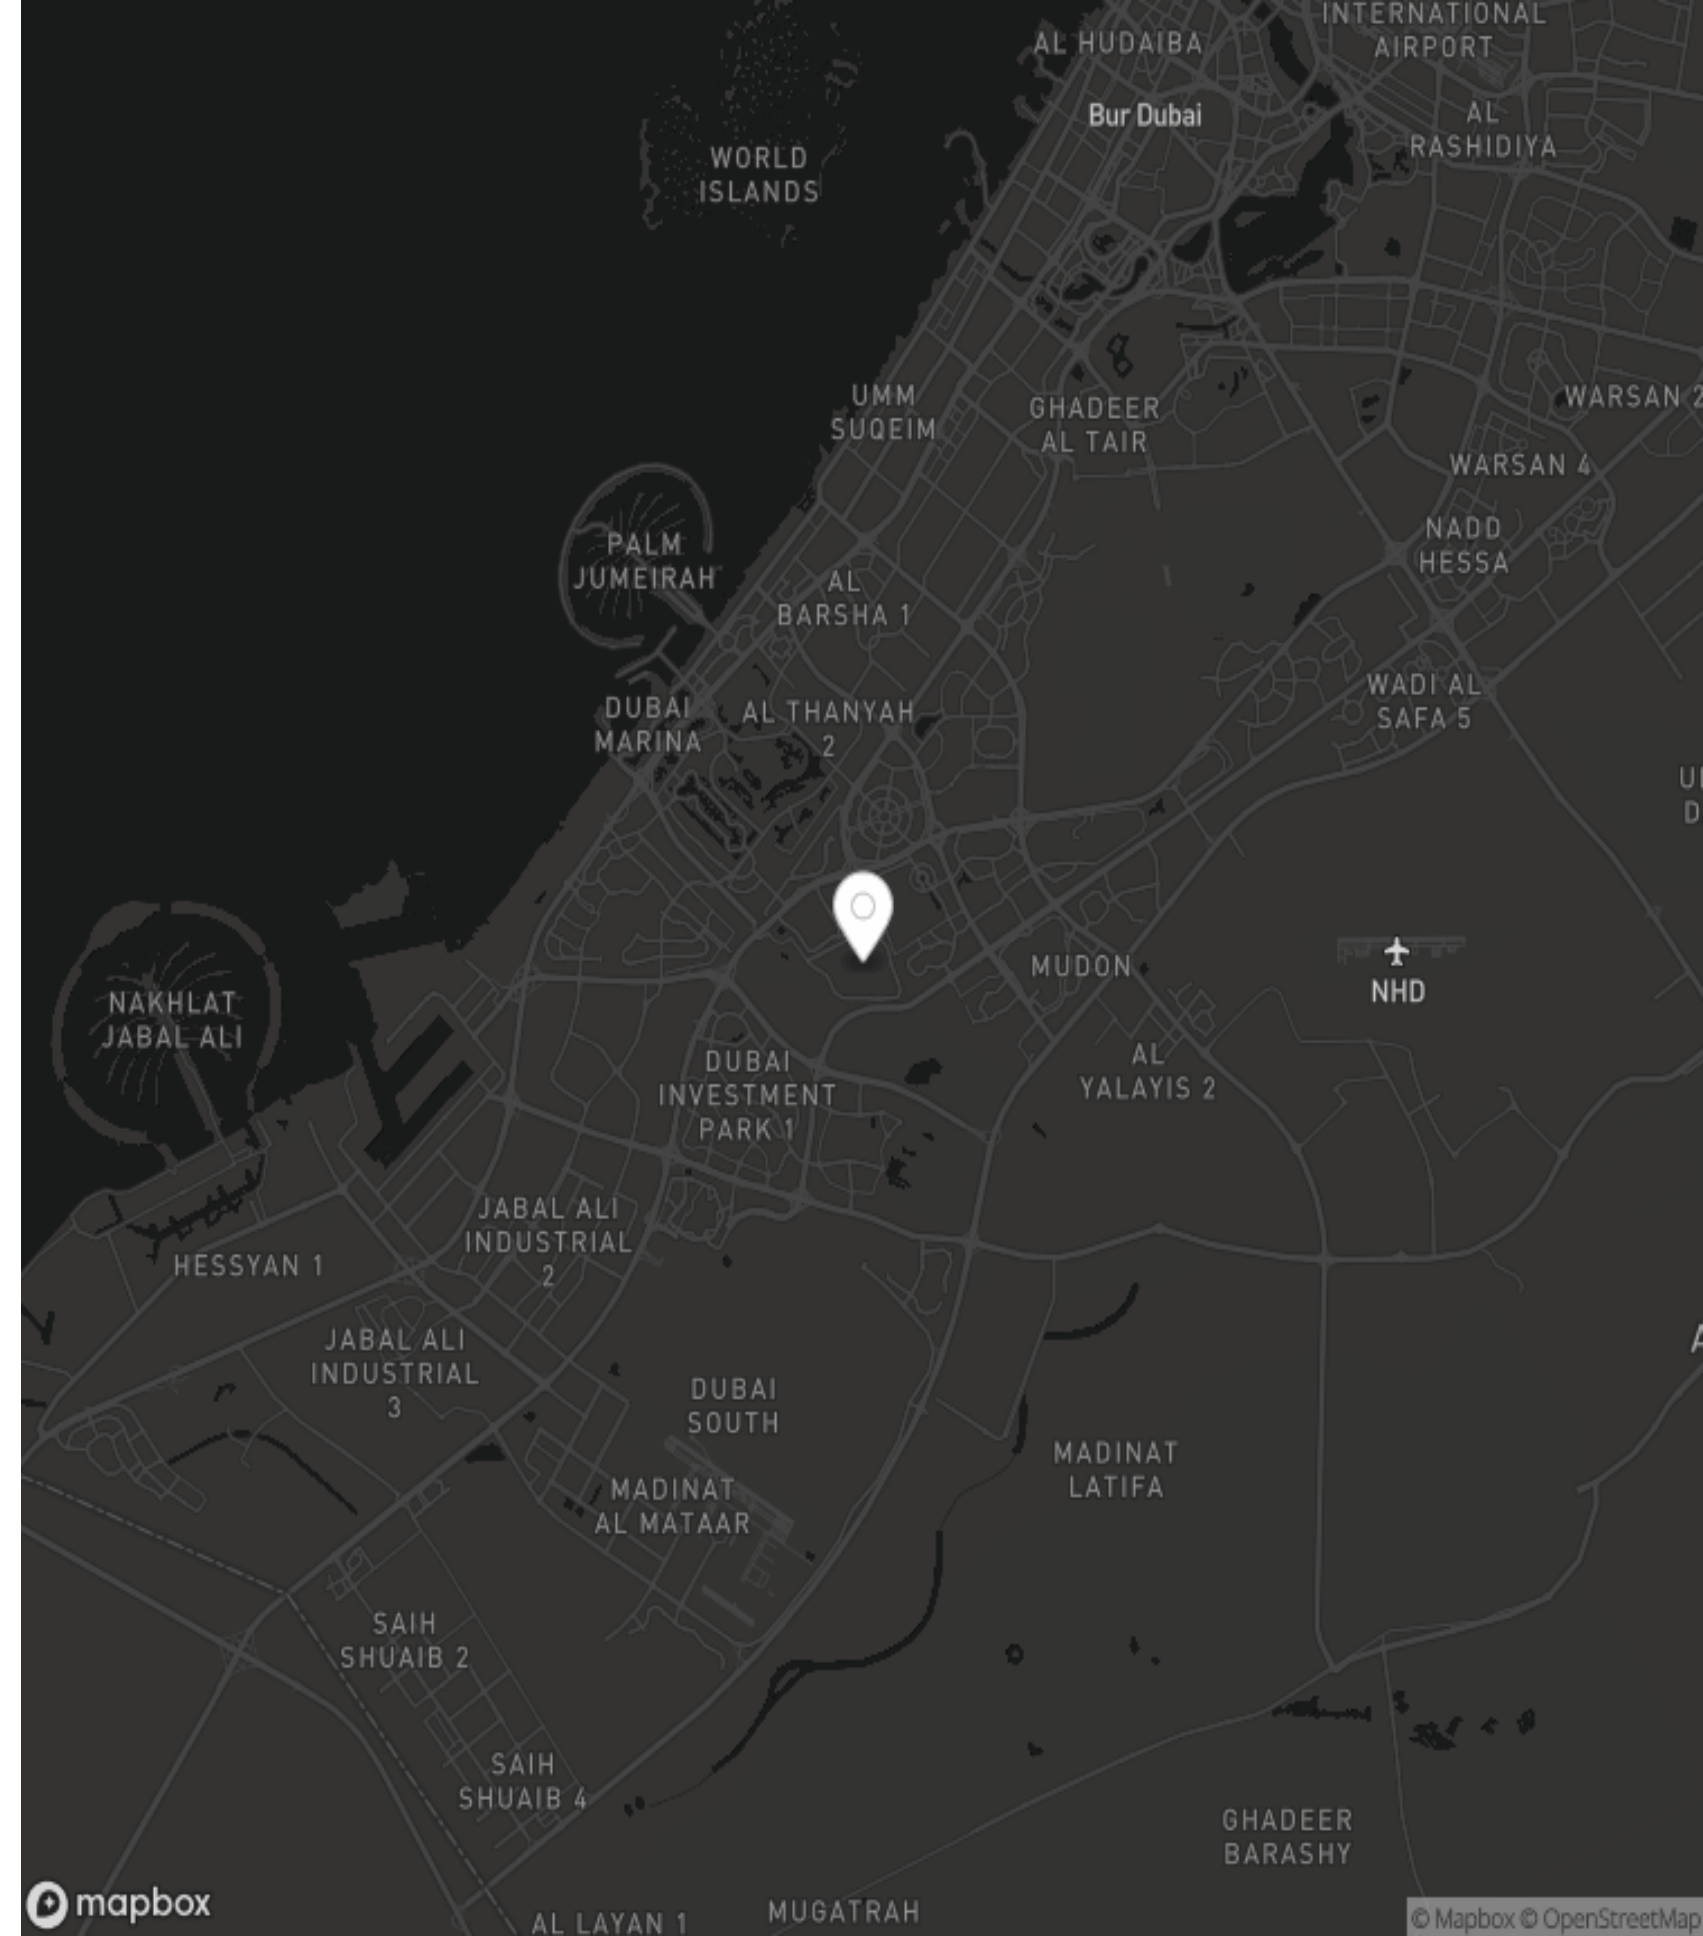 INTERNATIONAL
AIRPORT
AL HUDAIBA
Bur Dubai
AL
RASHIDIYA
WORLD
ISLANDS
UMM
SUQEIM
GHADEER
AL TAIR
WARSAN 2
WARSAN 4
NADD
HESSA
PALM
JUMEIRAH
AL
BARSHA 1
WADI AL
SAFA 5
DUBAI
MARINA
AL THANYAH
2
MUDON
NHD
NAKHLAT
JABAL ALI
DUBAI
INVESTMENT
PARK 1
AL
YALAYIS 2
JABAL ALI
INDUSTRIAL
2
HESSYAN 1
JABAL ALI
INDUSTRIAL
3
DUBAI
SOUTH
MADINAT
LATIFA
MADINAT
AL MATAAR
SAIH
SHUAIB 2
SAIH
SHUAIB 4
GHADEER
BARASHY
mapbox
MUGATRAH
AL LAYAN 1
© Mapbox © OpenStreetMap